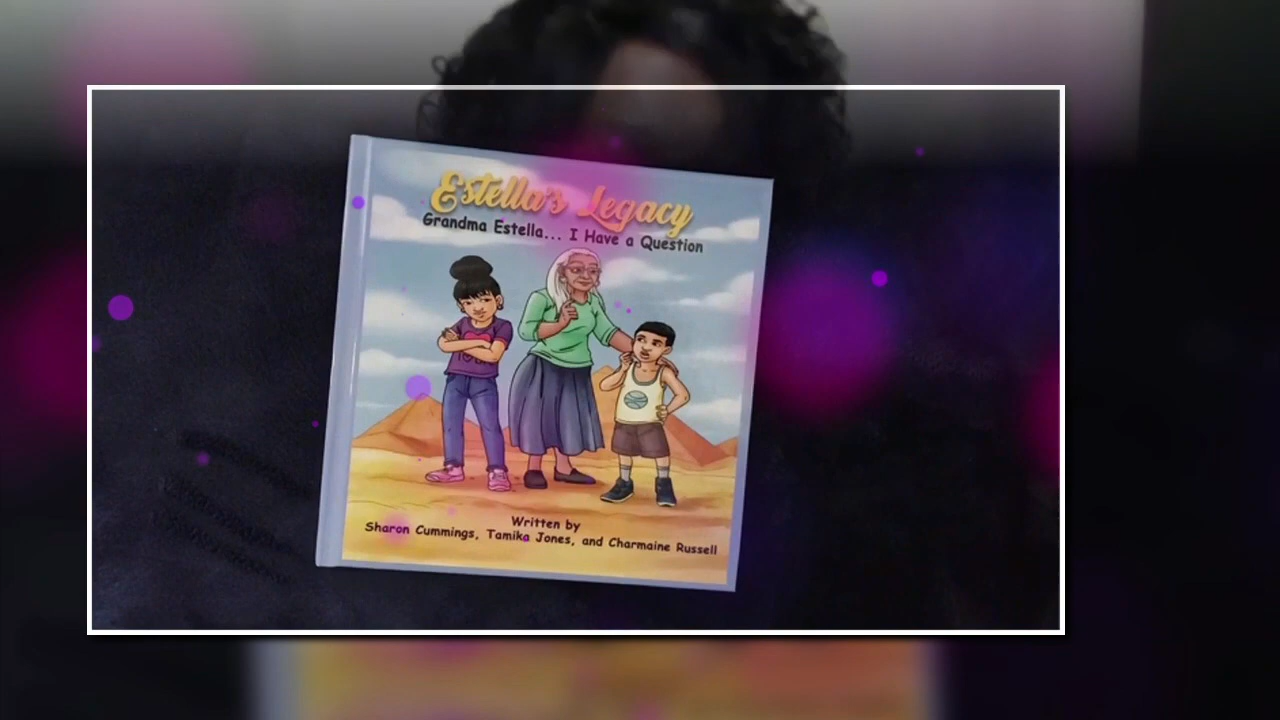 Estella's Legacy
Grandma Estella... I Have a Question
Written by
Sharon Cummings, Tamika Jones, and Charmaine Russell